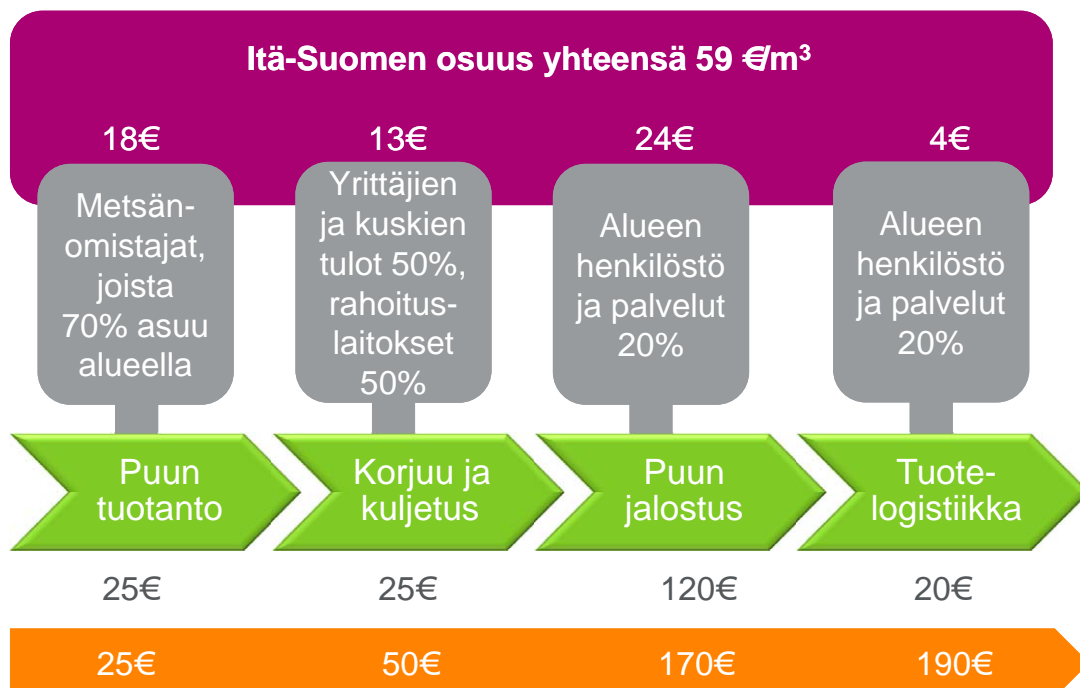 Itä-Suomen osuus yhteensä 59 €/m³
18€ 13€ 24€ 4€
Metsän-
omistajat,
joista
70% asuu
alueella
Yrittäjien
ja kuskien
tulot 50%,
rahoitus-
laitokset
50%
Alueen
henkilöstö
ja palvelut
20%
Alueen
henkilöstö
ja palvelut
20%
Puun
tuotanto
Korjuu ja
kuljetus
Puun
jalostus
Tuote-
logistiikka
25€ 25€ 120€ 20€
25€ 50€ 170€ 190€